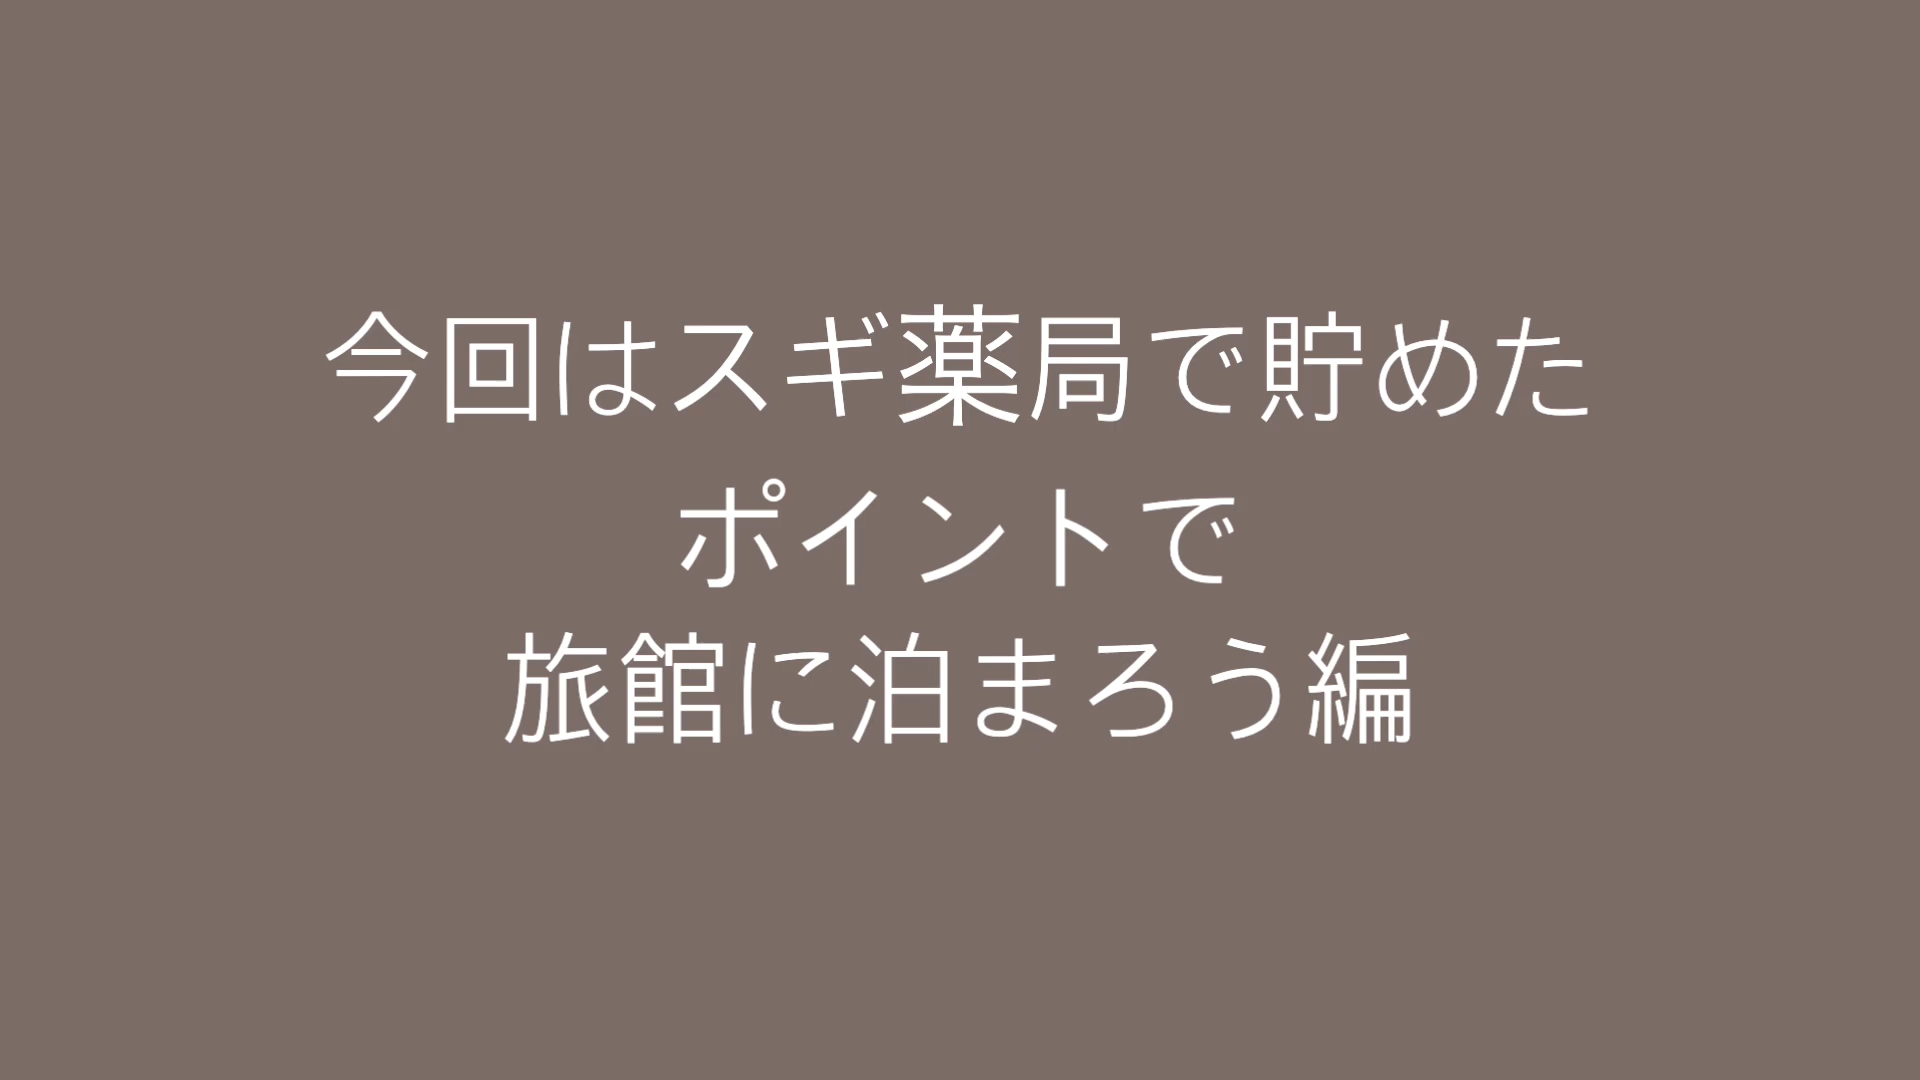 今回はスギ薬局で貯めた
ポイントで
旅館に泊まろう編